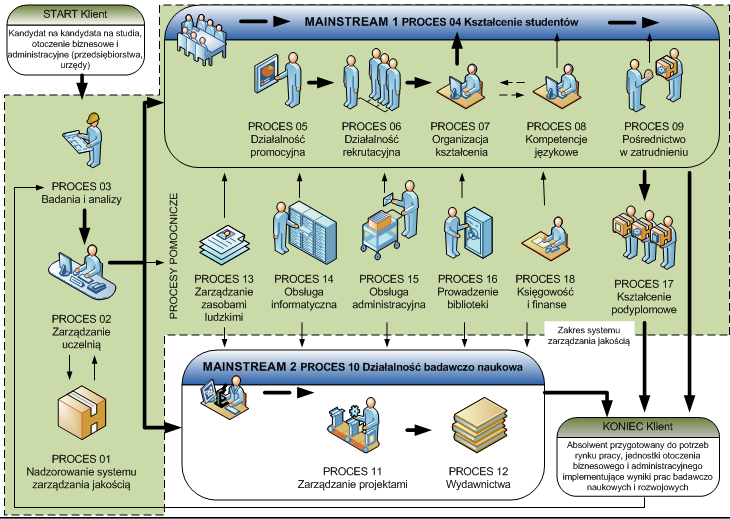 START Klient
Kandydat na kandydata na studia,
otoczenie biznesowe i
administracyjne (przedsiębiorstwa,
urzędy)
MAINSTREAM 1 PROCES 04 Kształcenie studentów
PROCES 05
Działalność
promocyjna
PROCES 06
Działalność
rekrutacyjna
PROCES 07
Organizacja
kształcenia
PROCES 08
Kompetencje
językowe
PROCES 09
Pośrednictwo
w zatrudnieniu
PROCES 03
Badania i analizy
PROCESY POMOCNICZE
PROCES 13
Zarządzanie
zasobami
ludzkimi
PROCES 14
Obsługa
informatyczna
PROCES 15
Obsługa
administracyjna
PROCES 16
Prowadzenie
biblioteki
PROCES 18
Księgowość
i finanse
PROCES 17
Kształcenie
podyplomowe
PROCES 02
Zarządzanie
uczelnią
Zakres systemu
zarządzania jakością
MAINSTREAM 2 PROCES 10 Działalność badawczo naukowa
PROCES 11
Zarządzanie projektami
PROCES 12
Wydawnictwa
PROCES 01
Nadzorowanie systemu
zarządzania jakością
KONIEC Klient
Absolwent przygotowany do potrzeb
rynku pracy, jednostki otoczenia
biznesowego i administracyjnego
implementujące wyniki prac badawczo
naukowych i rozwojowych